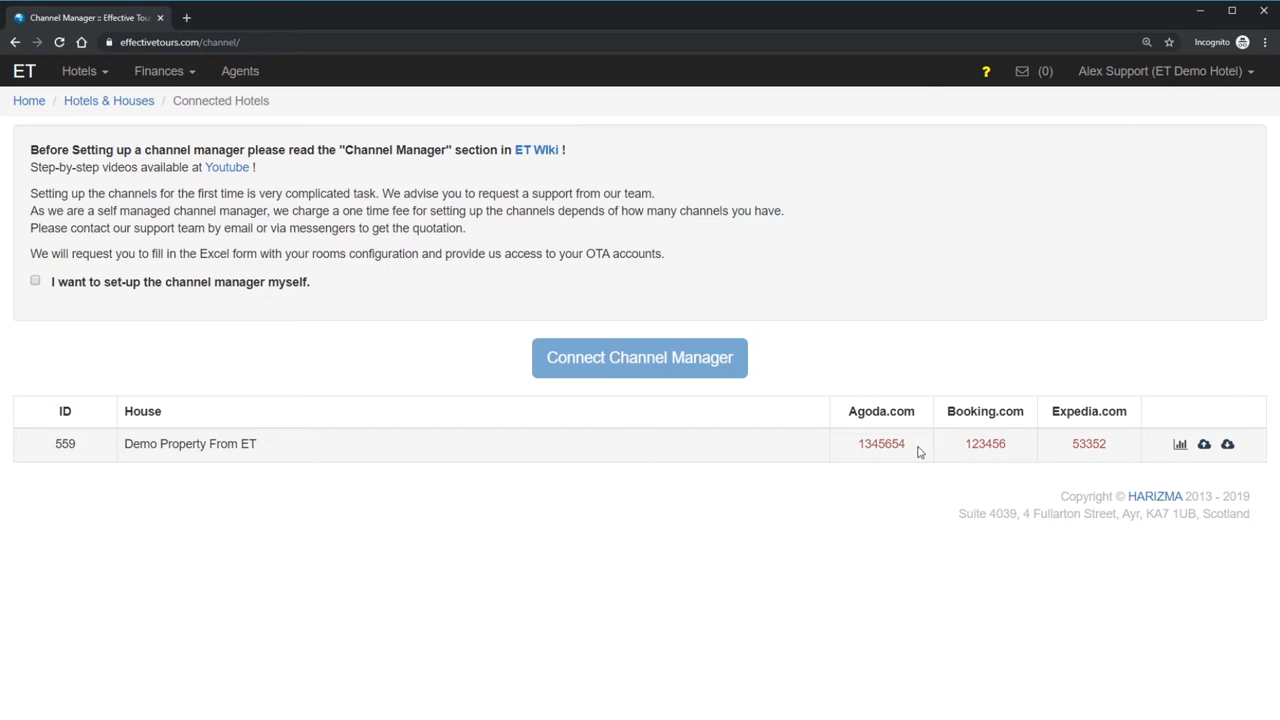 Channel Manager :: Effective Tou
effectivetours.com/channel/
Incognito
ET
Hotels
Finances
Agents
?
(0)
Alex Support (ET Demo Hotel)
Home / Hotels & Houses / Connected Hotels
Before Setting up a channel manager please read the "Channel Manager" section in ET WIki !
Step-by-step videos available at Youtube !
Setting up the channels for the first time is very complicated task. We advise you to request a support from our team.
As we are a self managed channel manager, we charge a one time fee for setting up the channels depends of how many channels you have.
Please contact our support team by email or via messengers to get the quotation.
We will request you to fill in the Excel form with your rooms configuration and provide us access to your OTA accounts.
I want to set-up the channel manager myself.
Connect Channel Manager
ID House Agoda.com Booking.com Expedia.com
559 Demo Property From ET 1345654 123456 53352
Copyright © HARIZMA 2013 - 2019
Suite 4039, 4 Fullarton Street, Ayr, KA7 1UB, Scotland